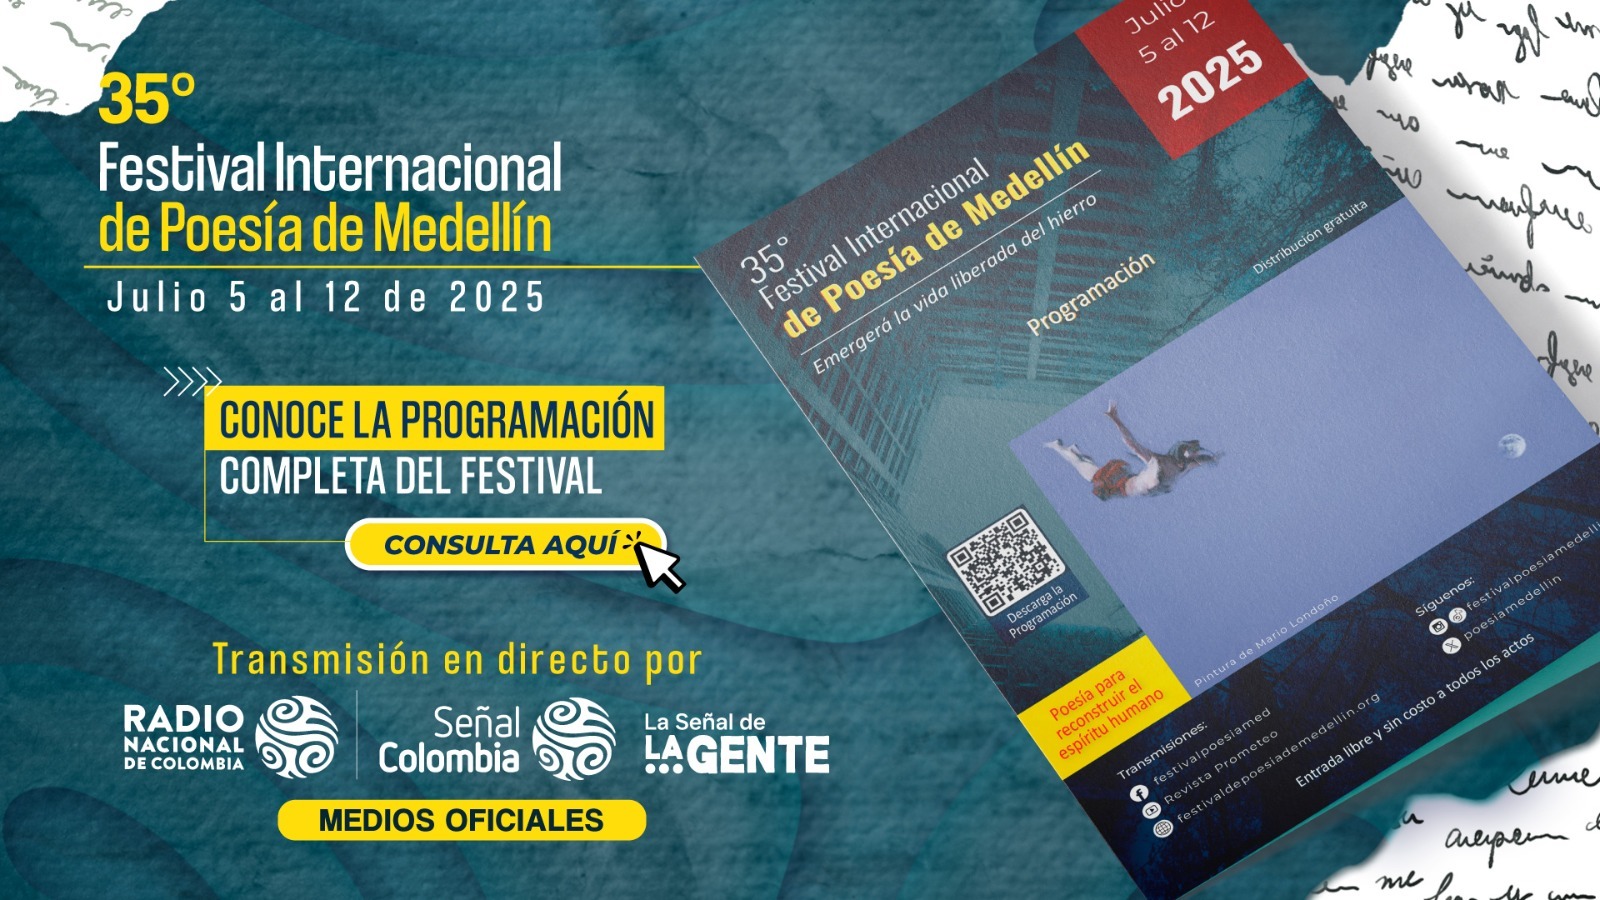 35°
Festival Internacional
de Poesía de Medellín
Julio 5 al 12 de 2025
CONOCE LA PROGRAMACIÓN
COMPLETA DEL FESTIVAL
CONSULTA AQUÍ
Transmisión en directo por
RADIO
NACIONAL
DE COLOMBIA
Señal
Colombia
La Señal de
LA GENTE
MEDIOS OFICIALES
Julio
5 al 12
2025
35°
Festival Internacional
de Poesía de Medellín
Emergerá la vida liberada del hierro
Programación
Distribución gratuita
Descarga la
Programación
Pintura de Mario Londoño
Poesía para
reconstruir el
espíritu humano
Transmisiones:
festivalpoesiamed
Revista Prometeo
festivaldepoesiademedellín.org
Síguenos:
festivalpoesiamedellí
poesiamedellin
Entrada libre y sin costo a todos los actos
me